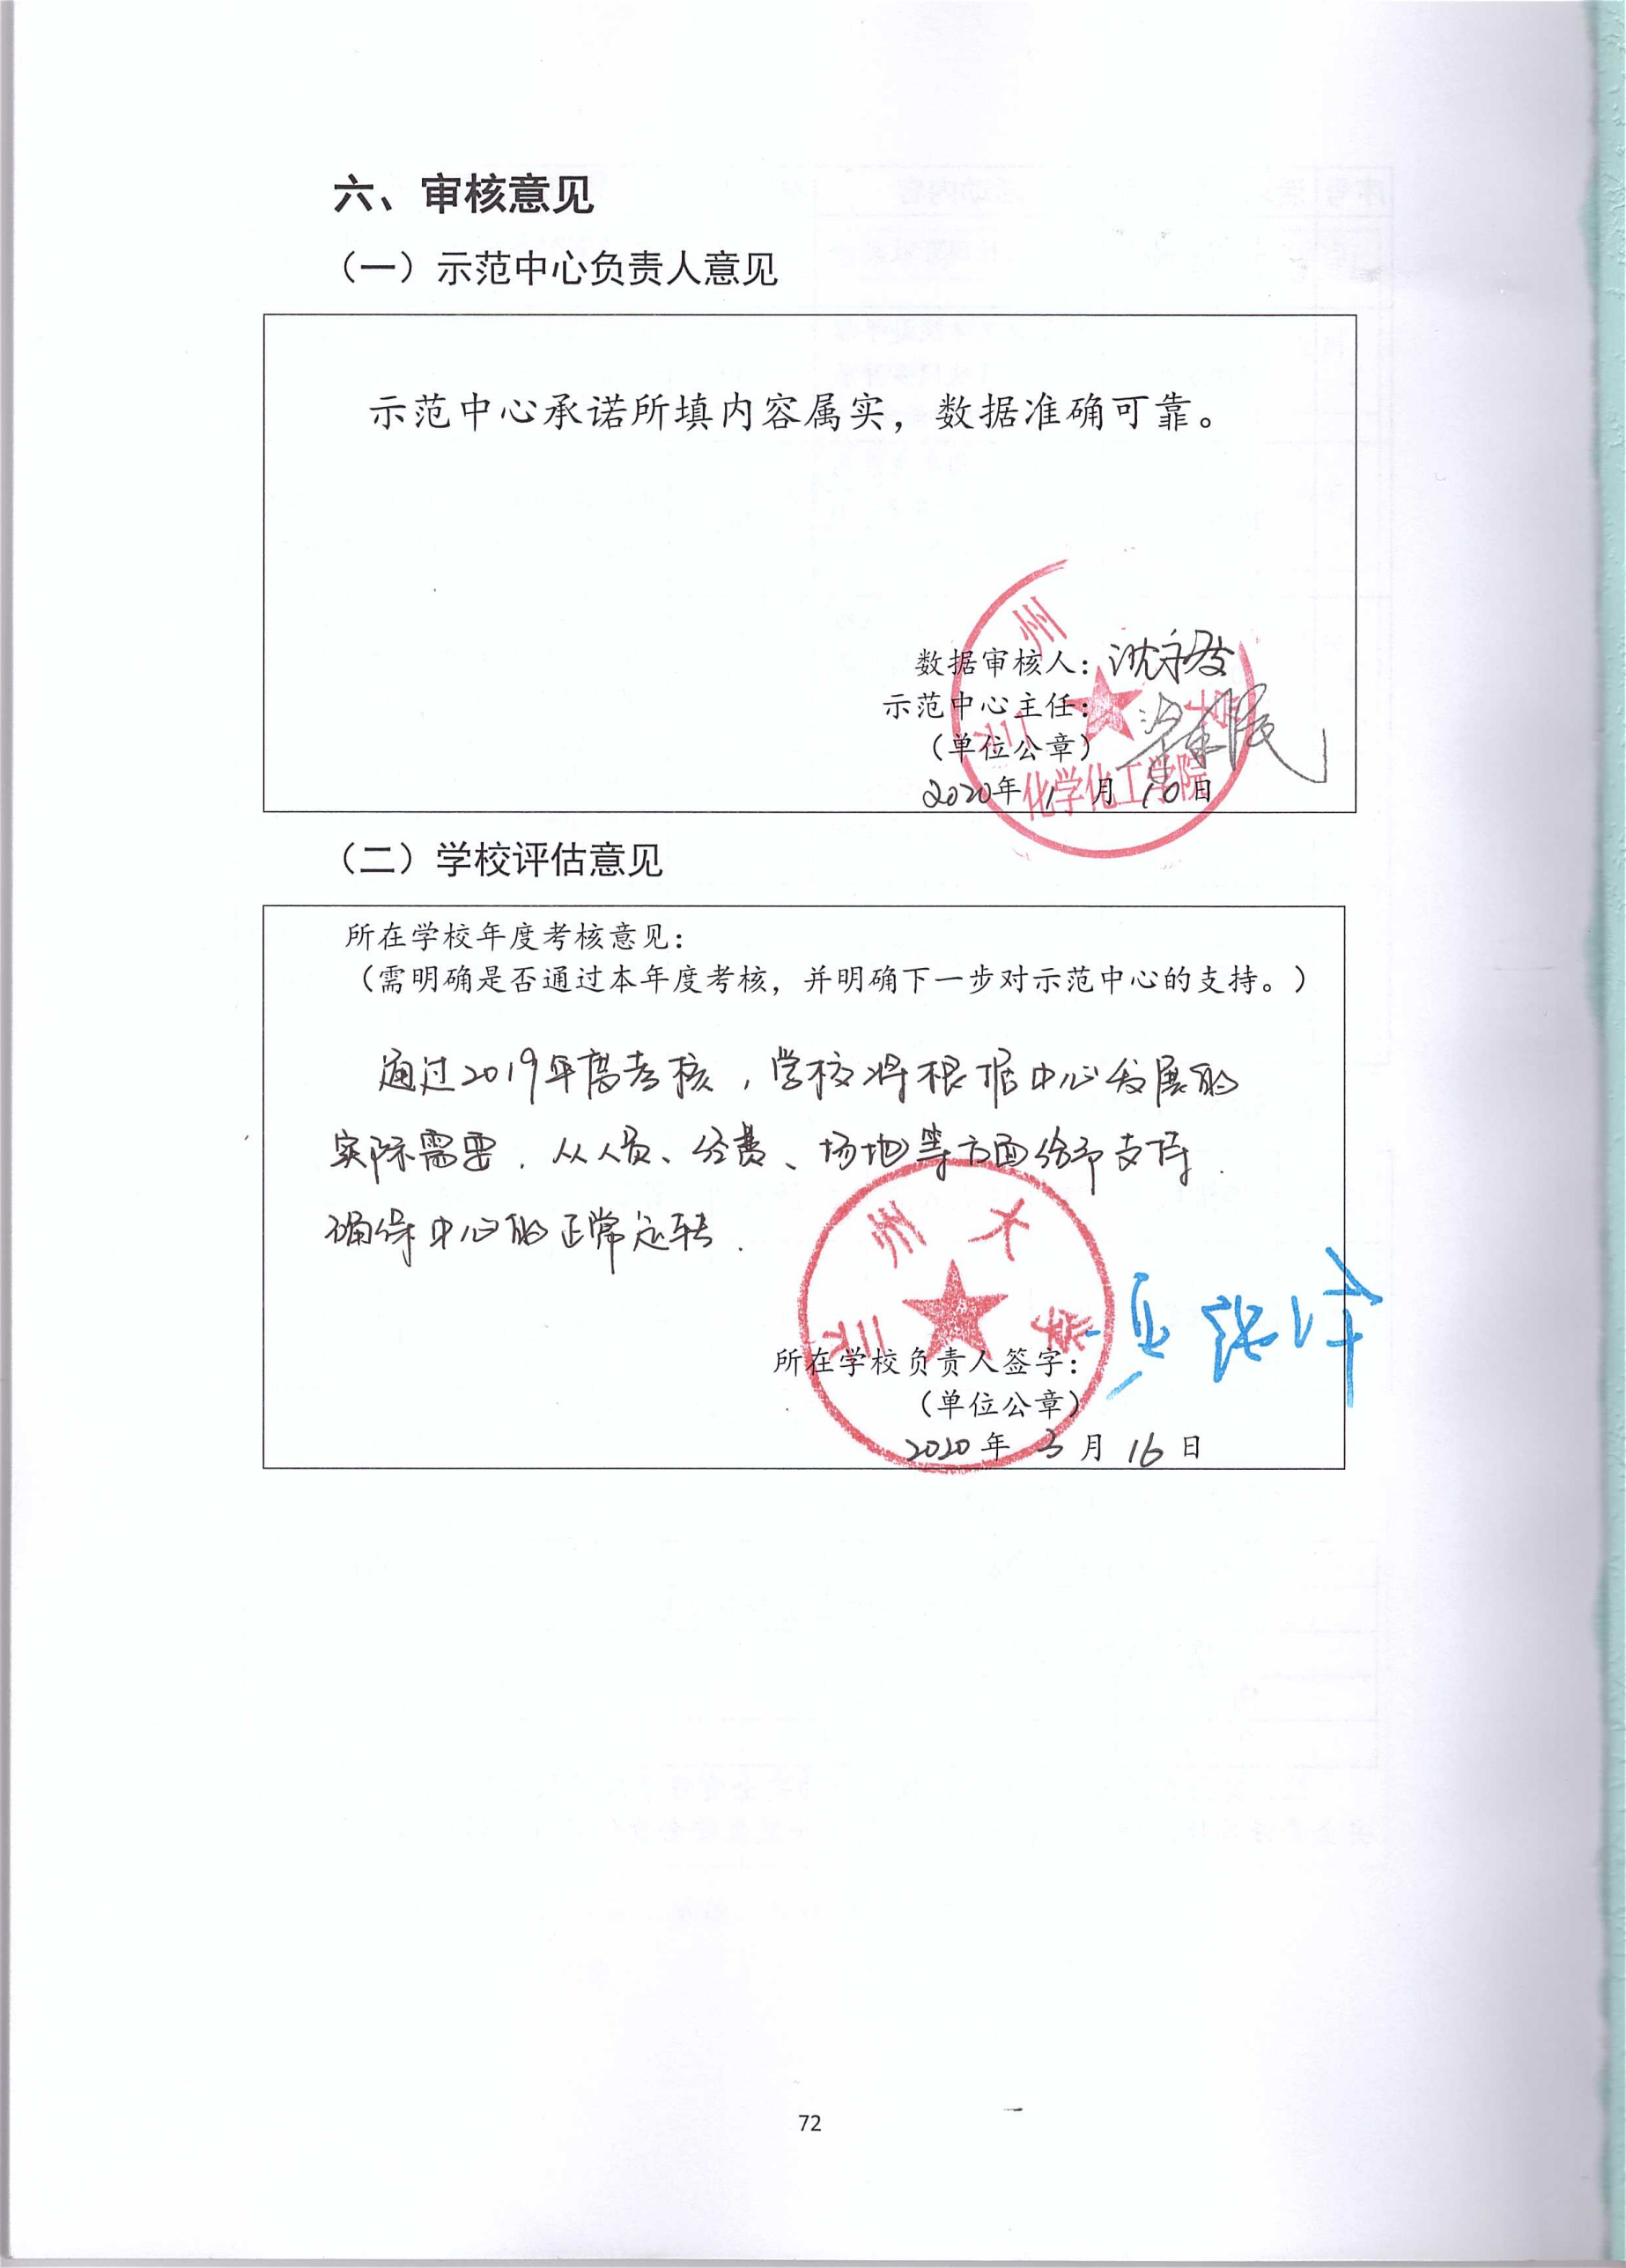 六、审核意见
（一）示范中心负责人意见
示范中心承诺所填内容属实，数据准确可靠。
数据审核人：沈永
示范中心主任：
（单位公章）
2020年 1 月 10 日
州 学
化学化工学院
（二）学校评估意见
所在学校年度考核意见：
（需明确是否通过本年度考核，并明确下一步对示范中心的支持。）
通过2019年度考核，学校将根据中心发展的
实际需要，从人员、经费、场地等方面给予支持，
确保中心的正常运转.
兰州大学
所在学校负责人签字：
（单位公章）
2020 年 3 月 16 日
72